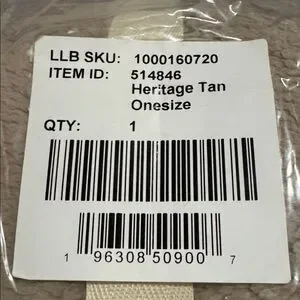 LLB SKU: 1000160720
ITEM ID: 514846
Heritage Tan
Onesize
QTY: 1
1 96308 50900 7